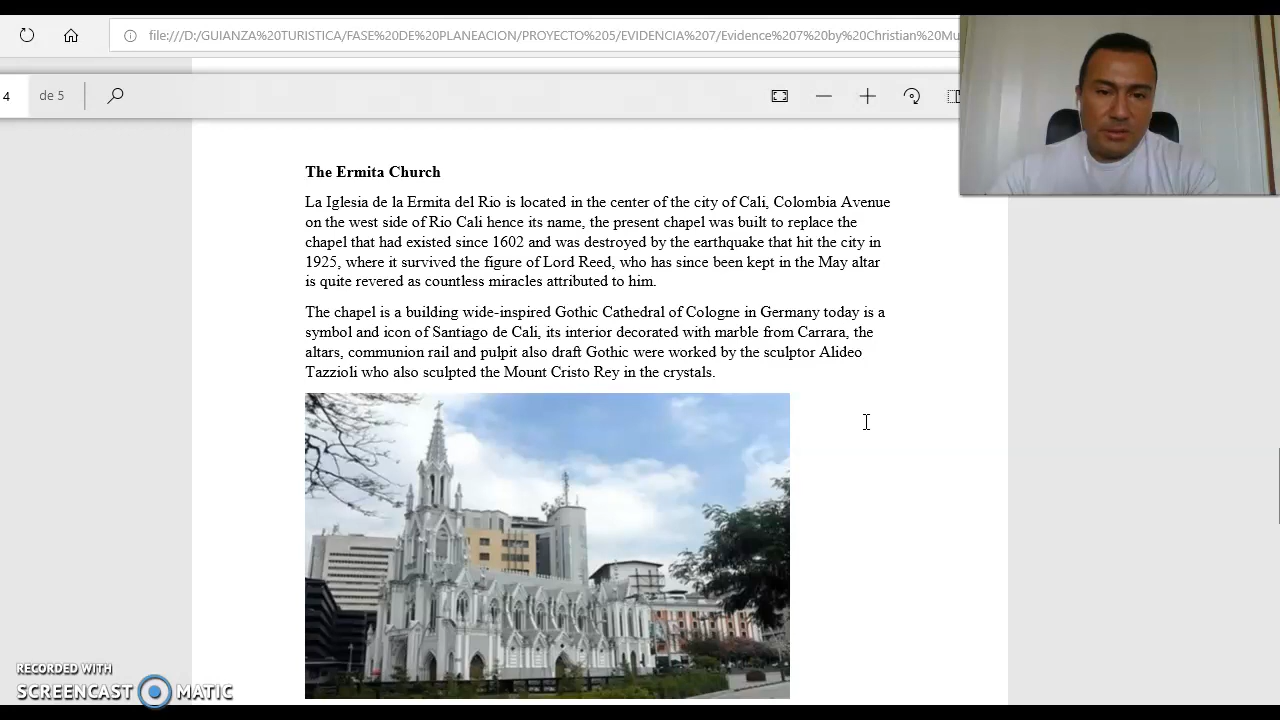 file:///D:/GUIANZA%20TURISTICA/FASE%20DE%20PLANEACION/PROYECTO%205/EVIDENCIA%207/Evidence%207%20by%20Christian%20Mu
4 de 5
The Ermita Church
La Iglesia de la Ermita del Rio is located in the center of the city of Cali, Colombia Avenue
on the west side of Rio Cali hence its name, the present chapel was built to replace the
chapel that had existed since 1602 and was destroyed by the earthquake that hit the city in
1925, where it survived the figure of Lord Reed, who has since been kept in the May altar
is quite revered as countless miracles attributed to him.
The chapel is a building wide-inspired Gothic Cathedral of Cologne in Germany today is a
symbol and icon of Santiago de Cali, its interior decorated with marble from Carrara, the
altars, communion rail and pulpit also draft Gothic were worked by the sculptor Alideo
Tazzioli who also sculpted the Mount Cristo Rey in the crystals.
RECORDED WITH
SCREENCAST MATIC